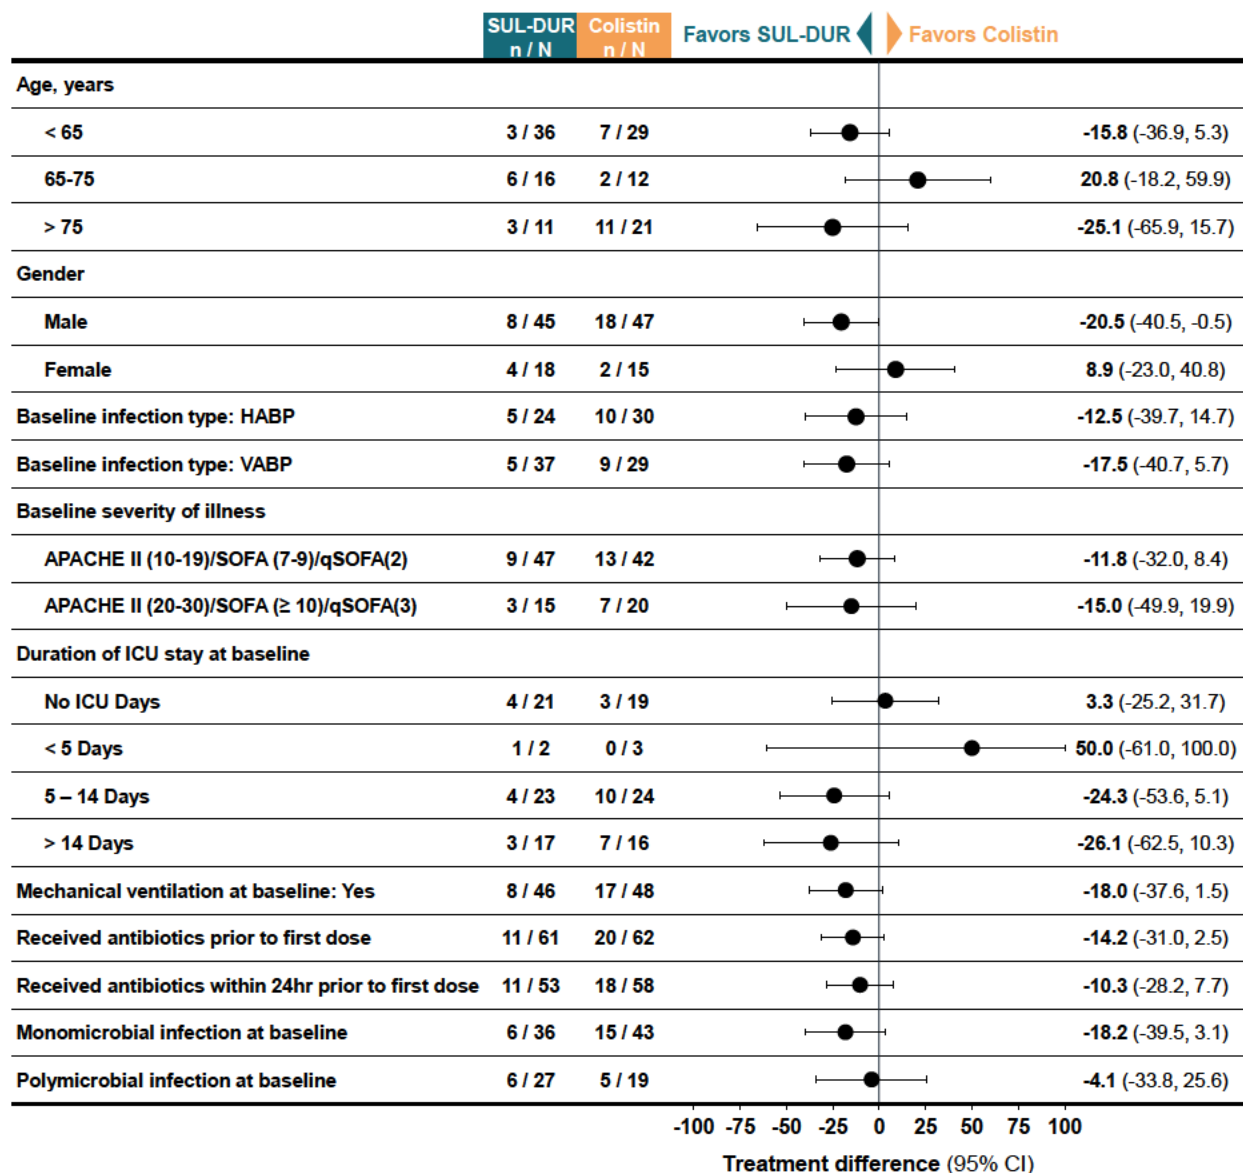 SUL-DUR Colistin Favors SUL-DUR Favors Colistin
n / N n / N
Age, years
< 65 3 / 36 7 / 29 -15.8 (-36.9, 5.3)
65-75 6 / 16 2 / 12 20.8 (-18.2, 59.9)
> 75 3 / 11 11 / 21 -25.1 (-65.9, 15.7)
Gender
Male 8 / 45 18 / 47 -20.5 (-40.5, -0.5)
Female 4 / 18 2 / 15 8.9 (-23.0, 40.8)
Baseline infection type: HABP 5 / 24 10 / 30 -12.5 (-39.7, 14.7)
Baseline infection type: VABP 5 / 37 9 / 29 -17.5 (-40.7, 5.7)
Baseline severity of illness
APACHE II (10-19)/SOFA (7-9)/qSOFA(2) 9 / 47 13 / 42 -11.8 (-32.0, 8.4)
APACHE II (20-30)/SOFA (≥ 10)/qSOFA(3) 3 / 15 7 / 20 -15.0 (-49.9, 19.9)
Duration of ICU stay at baseline
No ICU Days 4 / 21 3 / 19 3.3 (-25.2, 31.7)
< 5 Days 1 / 2 0 / 3 50.0 (-61.0, 100.0)
5 – 14 Days 4 / 23 10 / 24 -24.3 (-53.6, 5.1)
> 14 Days 3 / 17 7 / 16 -26.1 (-62.5, 10.3)
Mechanical ventilation at baseline: Yes 8 / 46 17 / 48 -18.0 (-37.6, 1.5)
Received antibiotics prior to first dose 11 / 61 20 / 62 -14.2 (-31.0, 2.5)
Received antibiotics within 24hr prior to first dose 11 / 53 18 / 58 -10.3 (-28.2, 7.7)
Monomicrobial infection at baseline 6 / 36 15 / 43 -18.2 (-39.5, 3.1)
Polymicrobial infection at baseline 6 / 27 5 / 19 -4.1 (-33.8, 25.6)
-100 -75 -50 -25 0 25 50 75 100
Treatment difference (95% CI)